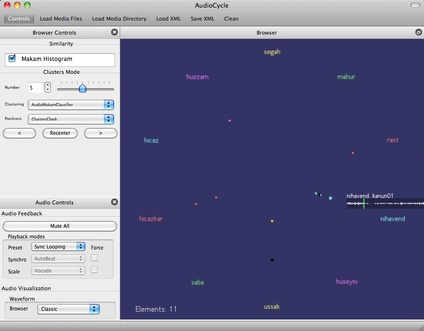 AudioCycle
Controls
Load Media Files
Load Media Directory
Load XML
Save XML
Clean
Browser Controls
Similarity
Makam Histogram
Clusters Mode
Number
5
Clustering
AudioMakamClassifier
Positions
ClustersClock
<
Recenter
>
Audio Controls
Audio Feedback
Mute All
Playback modes
Preset
Sync Looping
Force
Synchro
AutoBeat
Scale
Vocode
Audio Visualization
Waveform
Browser
Classic
Browser
segah
huzzam
mahur
hicaz
rast
nihavend_kanun01
hicazkar
nihavend
saba
huseyni
ussak
Elements: 11